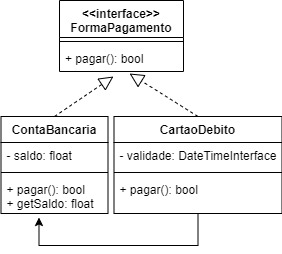 <<interface>>
FormaPagamento
+ pagar(): bool
ContaBancaria
- saldo: float
+ pagar(): bool
+ getSaldo: float
CartaoDebito
- validade: DateTimeInterface
+ pagar(): bool